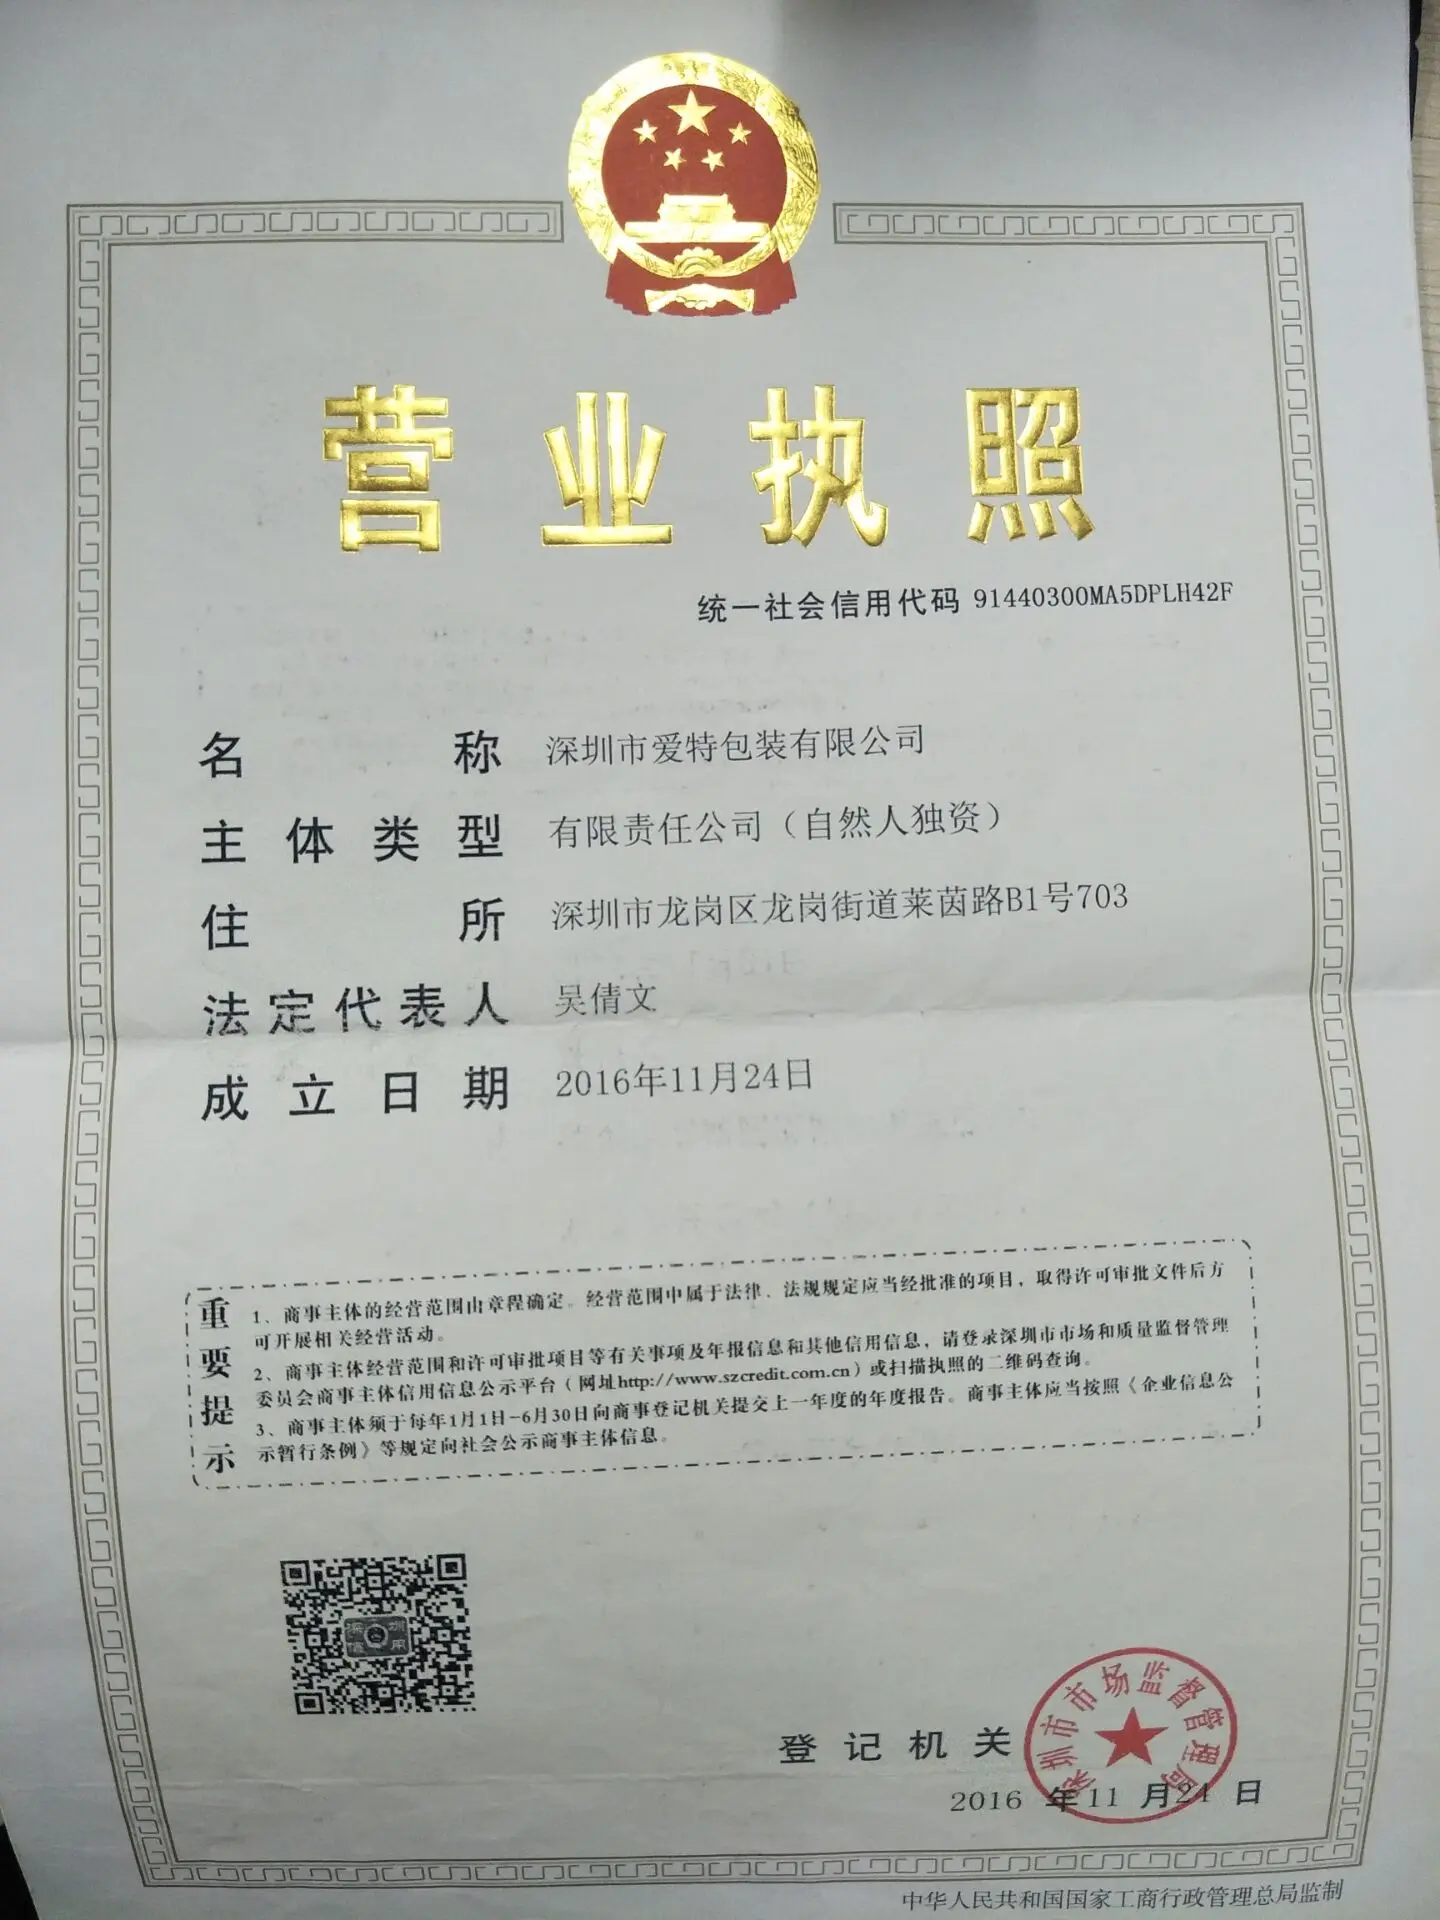 营业执照
统一社会信用代码 91440300MA5DPLH42F
名称 深圳市爱特包装有限公司
主体类型 有限责任公司（自然人独资）
住所 深圳市龙岗区龙岗街道莱茵路B1号703
法定代表人 吴倩文
成立日期 2016年11月24日
重要提示
1、商事主体的经营范围由章程确定。经营范围中属于法律、法规规定应当经批准的项目，取得许可审批文件后方
可开展相关经营活动。
2、商事主体经营范围和许可审批项目等有关事项及年报信息和其他信用信息，请登录深圳市市场和质量监督管理
委员会商事主体信用信息公示平台（网址http://www.szcredit.com.cn）或扫描执照的二维码查询。
3、商事主体须于每年1月1日-6月30日向商事登记机关提交上一年度的年度报告。商事主体应当按照《企业信息公
示暂行条例》等规定向社会公示商事主体信息。
深圳
信用
登记机关
深圳市市场监督管理局
2016 年 11 月 24 日
中华人民共和国国家工商行政管理总局监制